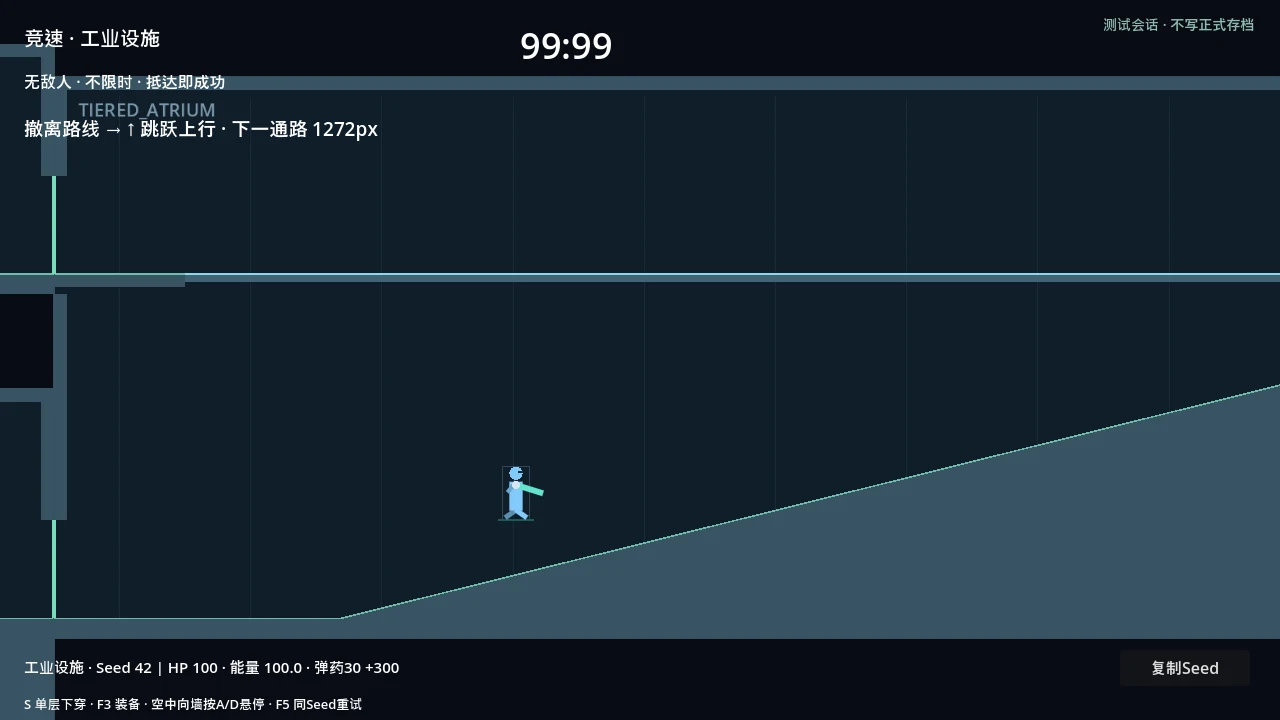 竞速 · 工业设施
99:99
测试会话 · 不写正式存档
无敌人 · 不限时 · 抵达即成功
TIERED_ATRIUM
撤离路线 → ↑ 跳跃上行 · 下一通路 1272px
工业设施 · Seed 42 | HP 100 · 能量 100.0 · 弹药30 +300
复制Seed
S 单层下穿 · F3 装备 · 空中向墙按A/D悬停 · F5 同Seed重试